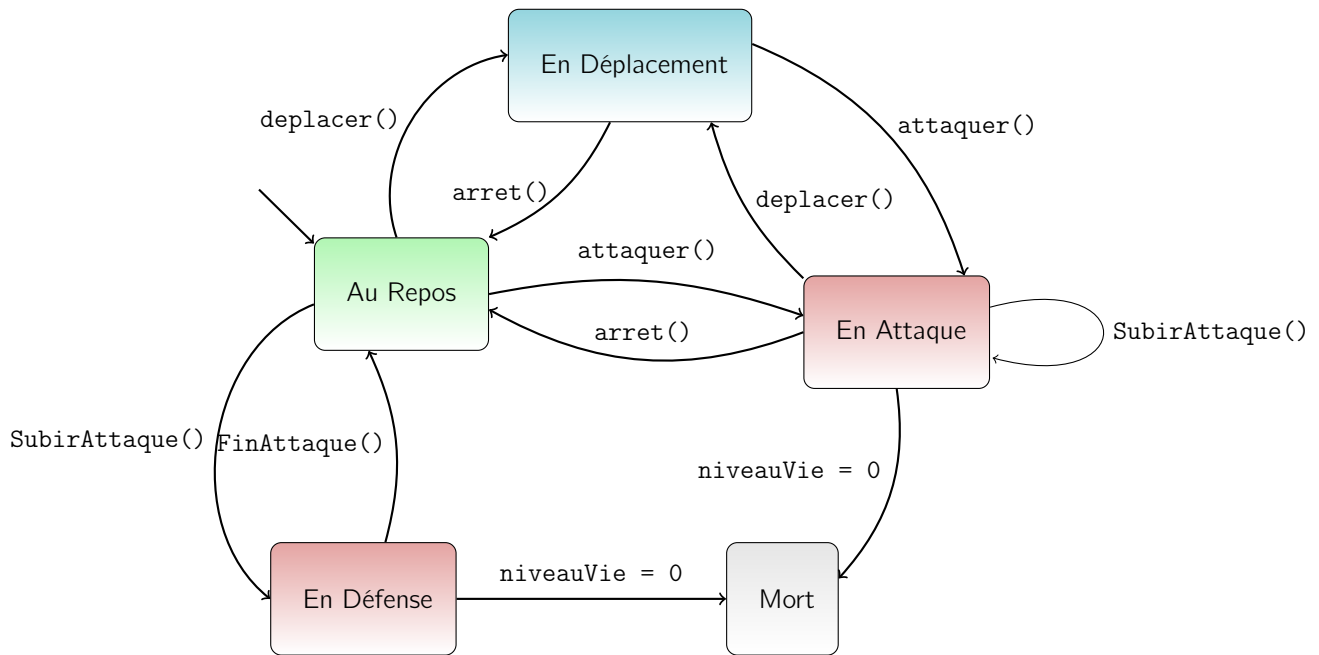 En Déplacement
deplacer()
attaquer()
arret()
deplacer()
attaquer()
Au Repos
arret()
En Attaque
SubirAttaque()
SubirAttaque()
FinAttaque()
niveauVie = 0
niveauVie = 0
En Défense
Mort